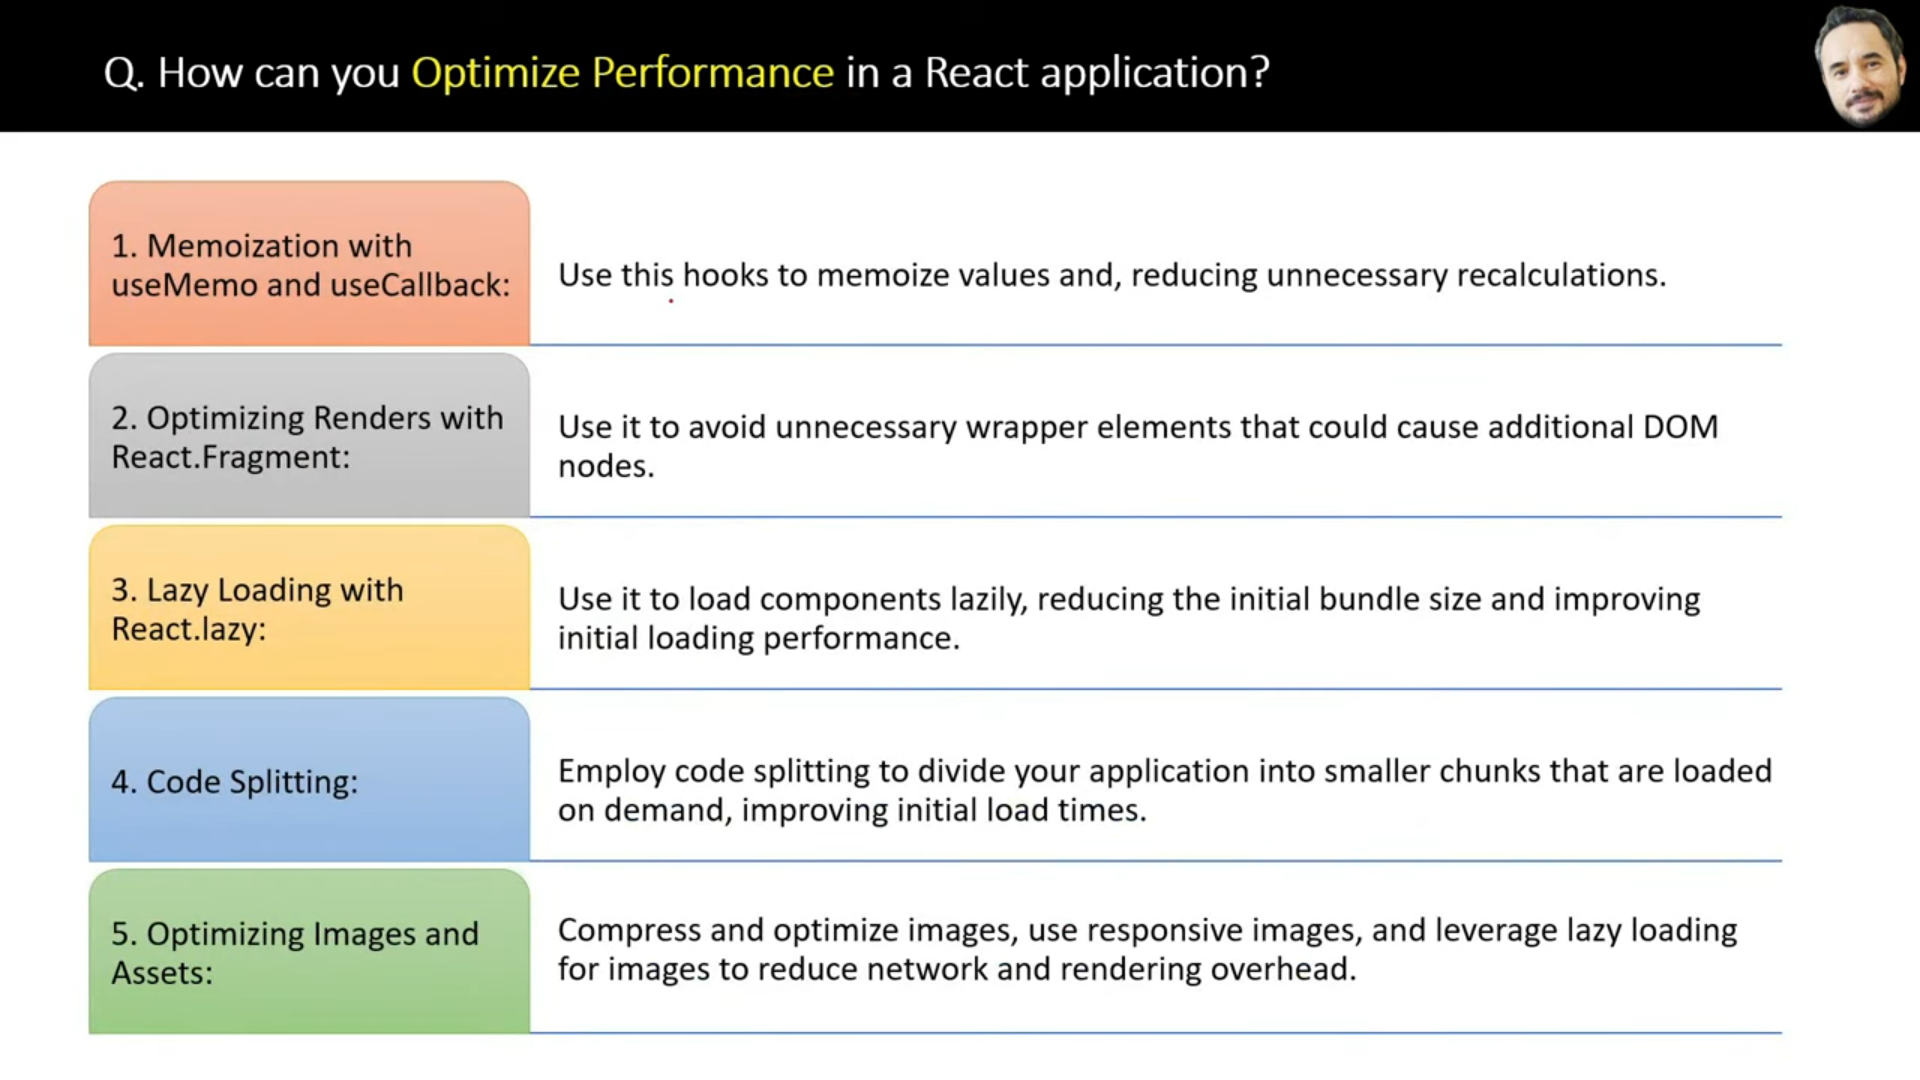 Q. How can you Optimize Performance in a React application?
1. Memoization with
useMemo and useCallback:
Use this hooks to memoize values and, reducing unnecessary recalculations.
2. Optimizing Renders with
React.Fragment:
Use it to avoid unnecessary wrapper elements that could cause additional DOM
nodes.
3. Lazy Loading with
React.lazy:
Use it to load components lazily, reducing the initial bundle size and improving
initial loading performance.
4. Code Splitting:
Employ code splitting to divide your application into smaller chunks that are loaded
on demand, improving initial load times.
5. Optimizing Images and
Assets:
Compress and optimize images, use responsive images, and leverage lazy loading
for images to reduce network and rendering overhead.